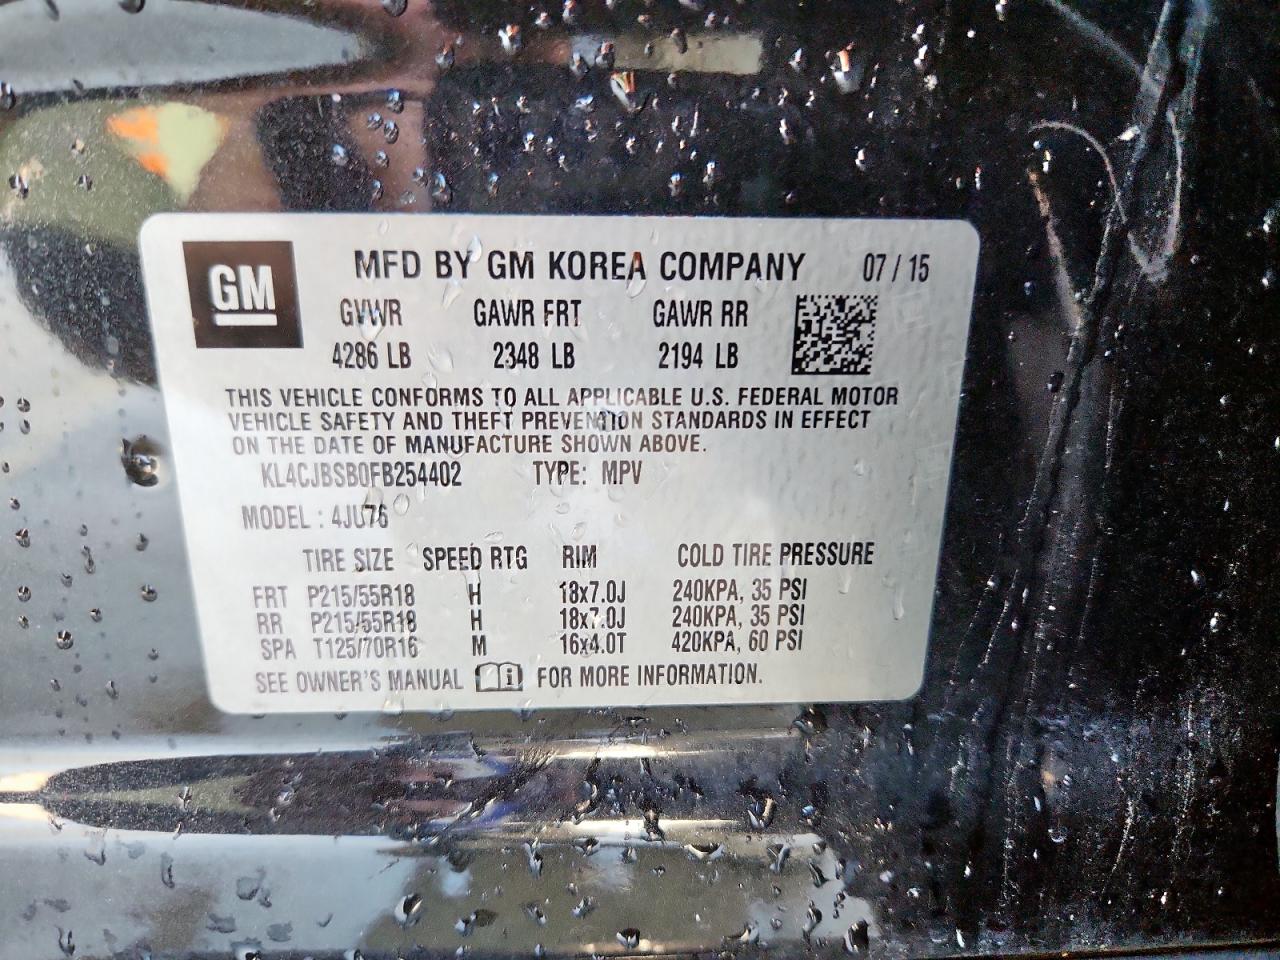 GM
MFD BY GM KOREA COMPANY 07 / 15
GVWR GAWR FRT GAWR RR
4286 LB 2348 LB 2194 LB
THIS VEHICLE CONFORMS TO ALL APPLICABLE U.S. FEDERAL MOTOR
VEHICLE SAFETY AND THEFT PREVENTION STANDARDS IN EFFECT
ON THE DATE OF MANUFACTURE SHOWN ABOVE.
KL4CJBSB0FB254402 TYPE: MPV
MODEL : 4JU76
TIRE SIZE SPEED RTG RIM COLD TIRE PRESSURE
FRT P215/55R18 H 18x7.0J 240KPA, 35 PSI
RR P215/55R18 H 18x7.0J 240KPA, 35 PSI
SPA T125/70R16 M 16x4.0T 420KPA, 60 PSI
SEE OWNER'S MANUAL i FOR MORE INFORMATION.